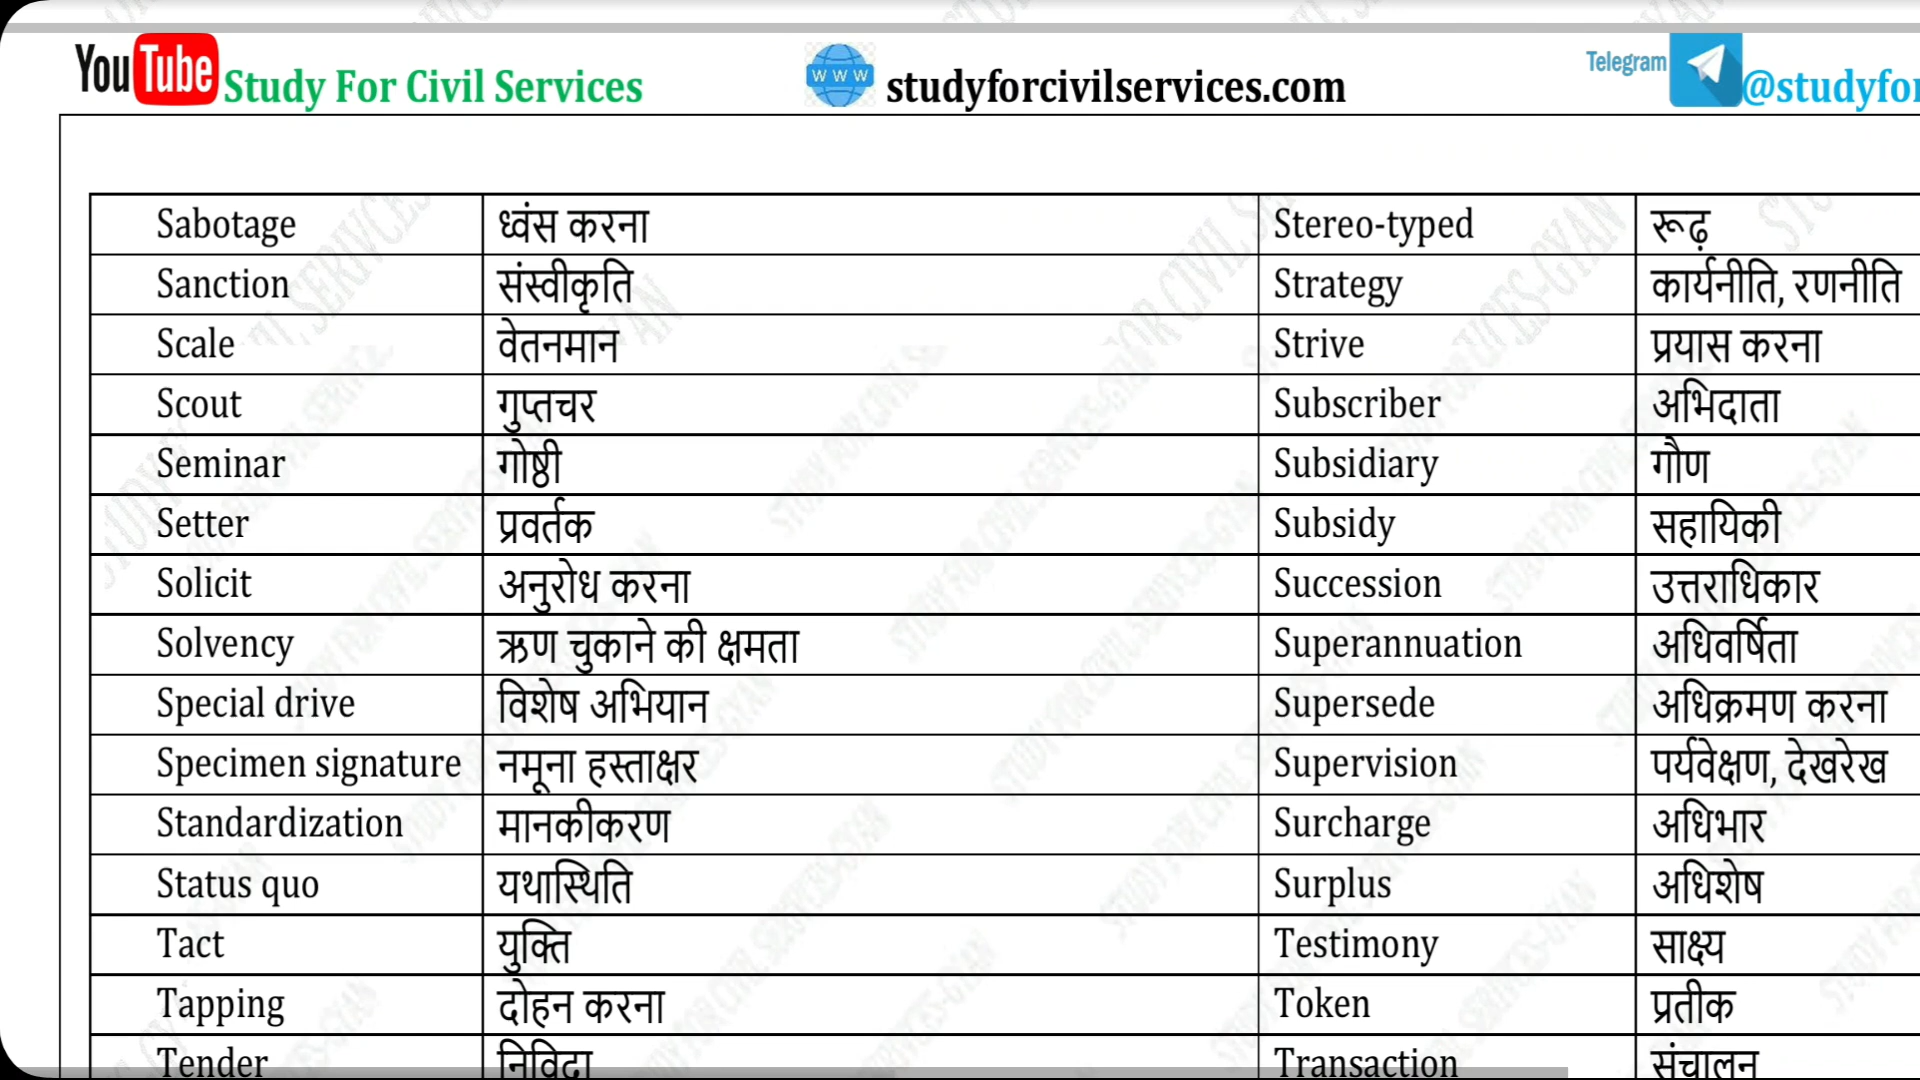 YouTube Study For Civil Services WWW studyforcivilservices.com Telegram @studyfor
Sabotage ध्वंस करना Stereo-typed रूढ़
Sanction संस्वीकृति Strategy कार्यनीति, रणनीति
Scale वेतनमान Strive प्रयास करना
Scout गुप्तचर Subscriber अभिदाता
Seminar गोष्ठी Subsidiary गौण
Setter प्रवर्तक Subsidy सहायिकी
Solicit अनुरोध करना Succession उत्तराधिकार
Solvency ऋण चुकाने की क्षमता Superannuation अधिवर्षिता
Special drive विशेष अभियान Supersede अधिक्रमण करना
Specimen signature नमूना हस्ताक्षर Supervision पर्यवेक्षण, देखरेख
Standardization मानकीकरण Surcharge अधिभार
Status quo यथास्थिति Surplus अधिशेष
Tact युक्ति Testimony साक्ष्य
Tapping दोहन करना Token प्रतीक
Tender निविदा Transaction संचालन